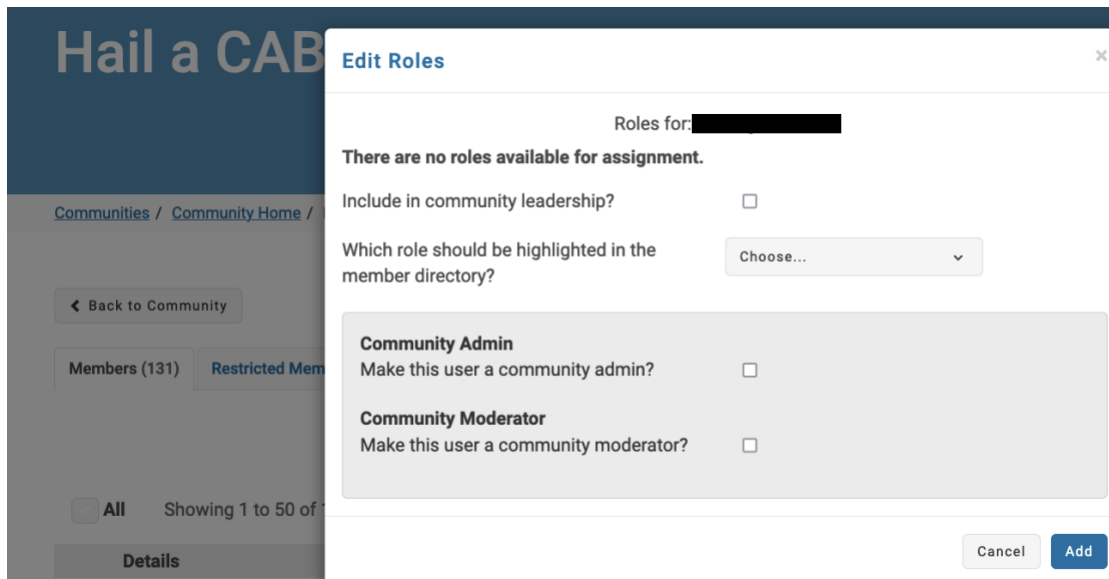 Hail a CAB
Edit Roles
×
Roles for:
There are no roles available for assignment.
Include in community leadership?
Communities / Community Home /
Which role should be highlighted in the
member directory?
Choose...
Back to Community
Community Admin
Make this user a community admin?
Members (131) Restricted Mem
Community Moderator
Make this user a community moderator?
All Showing 1 to 50 of
Details
Cancel Add